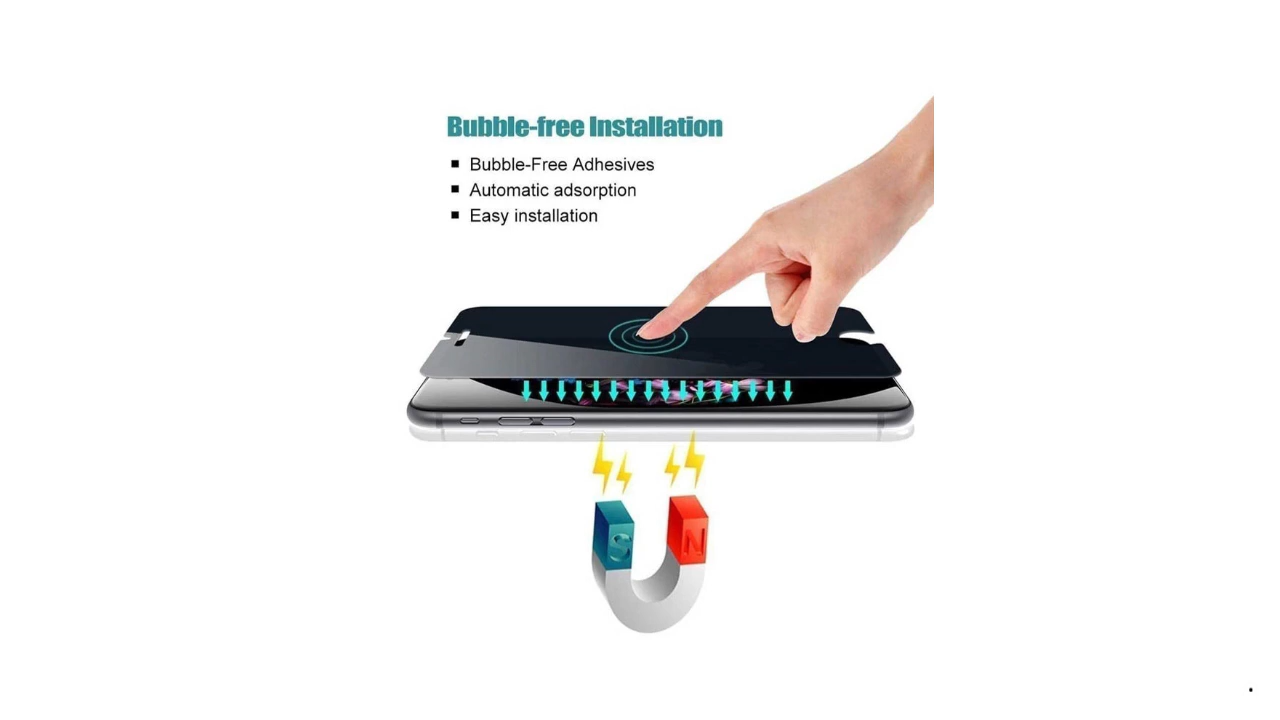 Bubble-free Installation
▪ Bubble-Free Adhesives
▪ Automatic adsorption
▪ Easy installation
S N
.